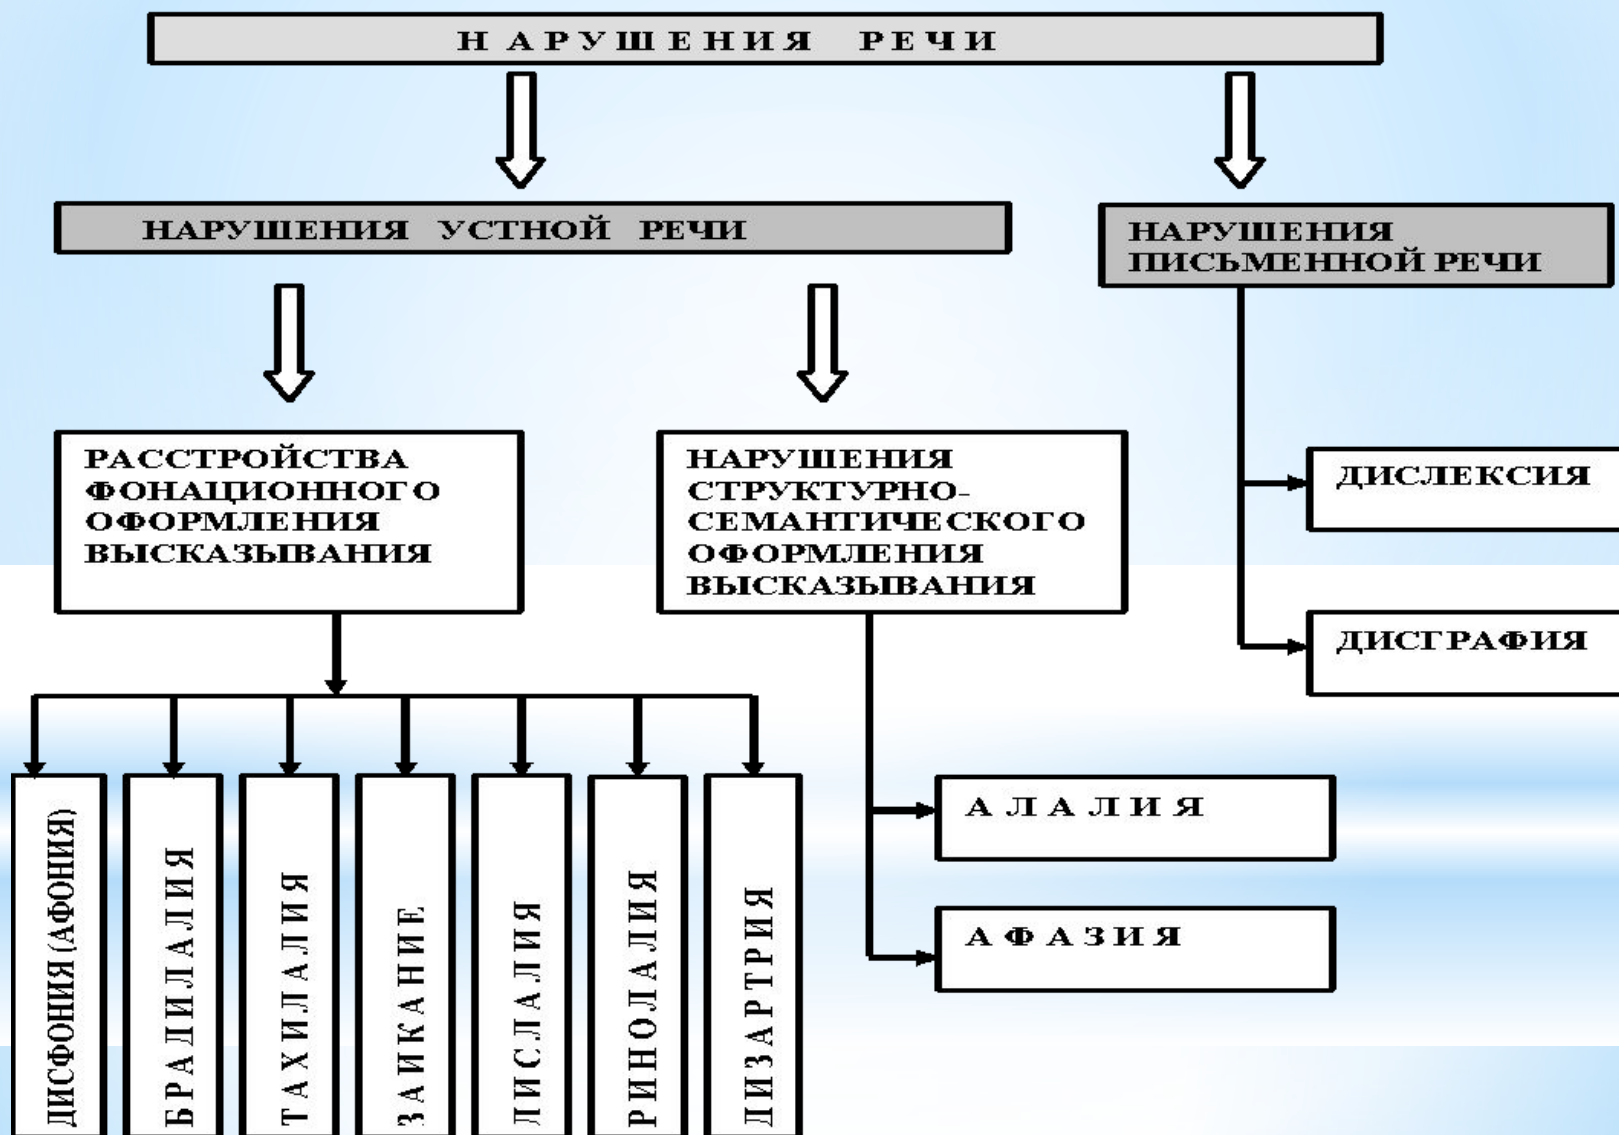 НАРУШЕНИЯ РЕЧИ
НАРУШЕНИЯ УСТНОЙ РЕЧИ
НАРУШЕНИЯ
ПИСЬМЕННОЙ РЕЧИ
РАССТРОЙСТВА
ФОНАЦИОННОГО
ОФОРМЛЕНИЯ
ВЫСКАЗЫВАНИЯ
НАРУШЕНИЯ
СТРУКТУРНО-
СЕМАНТИЧЕСКОГО
ОФОРМЛЕНИЯ
ВЫСКАЗЫВАНИЯ
ДИСЛЕКСИЯ
ДИСГРАФИЯ
АЛАЛИЯ
АФАЗИЯ
ДИСФОНИЯ (АФОНИЯ)
БРАДИЛАЛИЯ
ТАХИЛАЛИЯ
ЗАИКАНИЕ
ДИСЛАЛИЯ
РИНОЛАЛИЯ
ДИЗАРТРИЯ